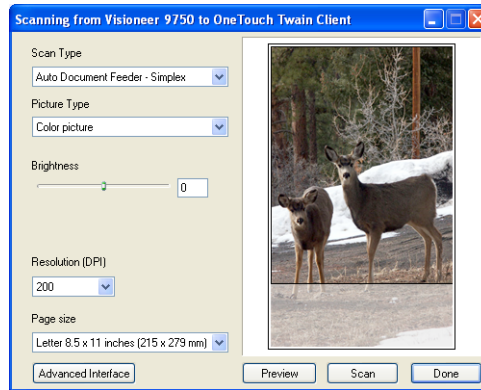 Scanning from Visioneer 9750 to OneTouch Twain Client
Scan Type
Auto Document Feeder - Simplex
Picture Type
Color picture
Brightness
0
Resolution (DPI)
200
Page size
Letter 8.5 x 11 inches (215 x 279 mm)
Advanced Interface
Preview
Scan
Done